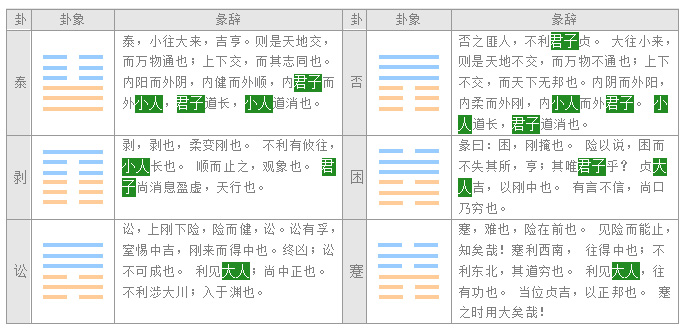 卦 卦象 彖辞 卦 卦象 彖辞
泰
泰，小往大来，吉亨。则是天地交，
而万物通也；上下交，而其志同也。
内阳而外阴，内健而外顺，内君子而
外小人，君子道长，小人道消也。
否
否之匪人，不利君子贞。 大往小来，
则是天地不交，而万物不通也；上下
不交，而天下无邦也。内阴而外阳，
内柔而外刚，内小人而外君子。 小
人道长，君子道消也。
剥
剥，剥也，柔变刚也。 不利有攸往，
小人长也。 顺而止之，观象也。 君
子尚消息盈虚，天行也。
困
彖曰：困，刚掩也。 险以说，困而
不失其所，亨；其唯君子乎？ 贞大
人吉，以刚中也。 有言不信，尚口
乃穷也。
讼
讼，上刚下险，险而健，讼。讼有孚，
窒惕中吉，刚来而得中也。终凶；讼
不可成也。 利见大人；尚中正也。
不利涉大川；入于渊也。
蹇
蹇，难也，险在前也。 见险而能止，
知矣哉！蹇利西南， 往得中也；不
利东北，其道穷也。 利见大人，往
有功也。 当位贞吉，以正邦也。 蹇
之时用大矣哉！